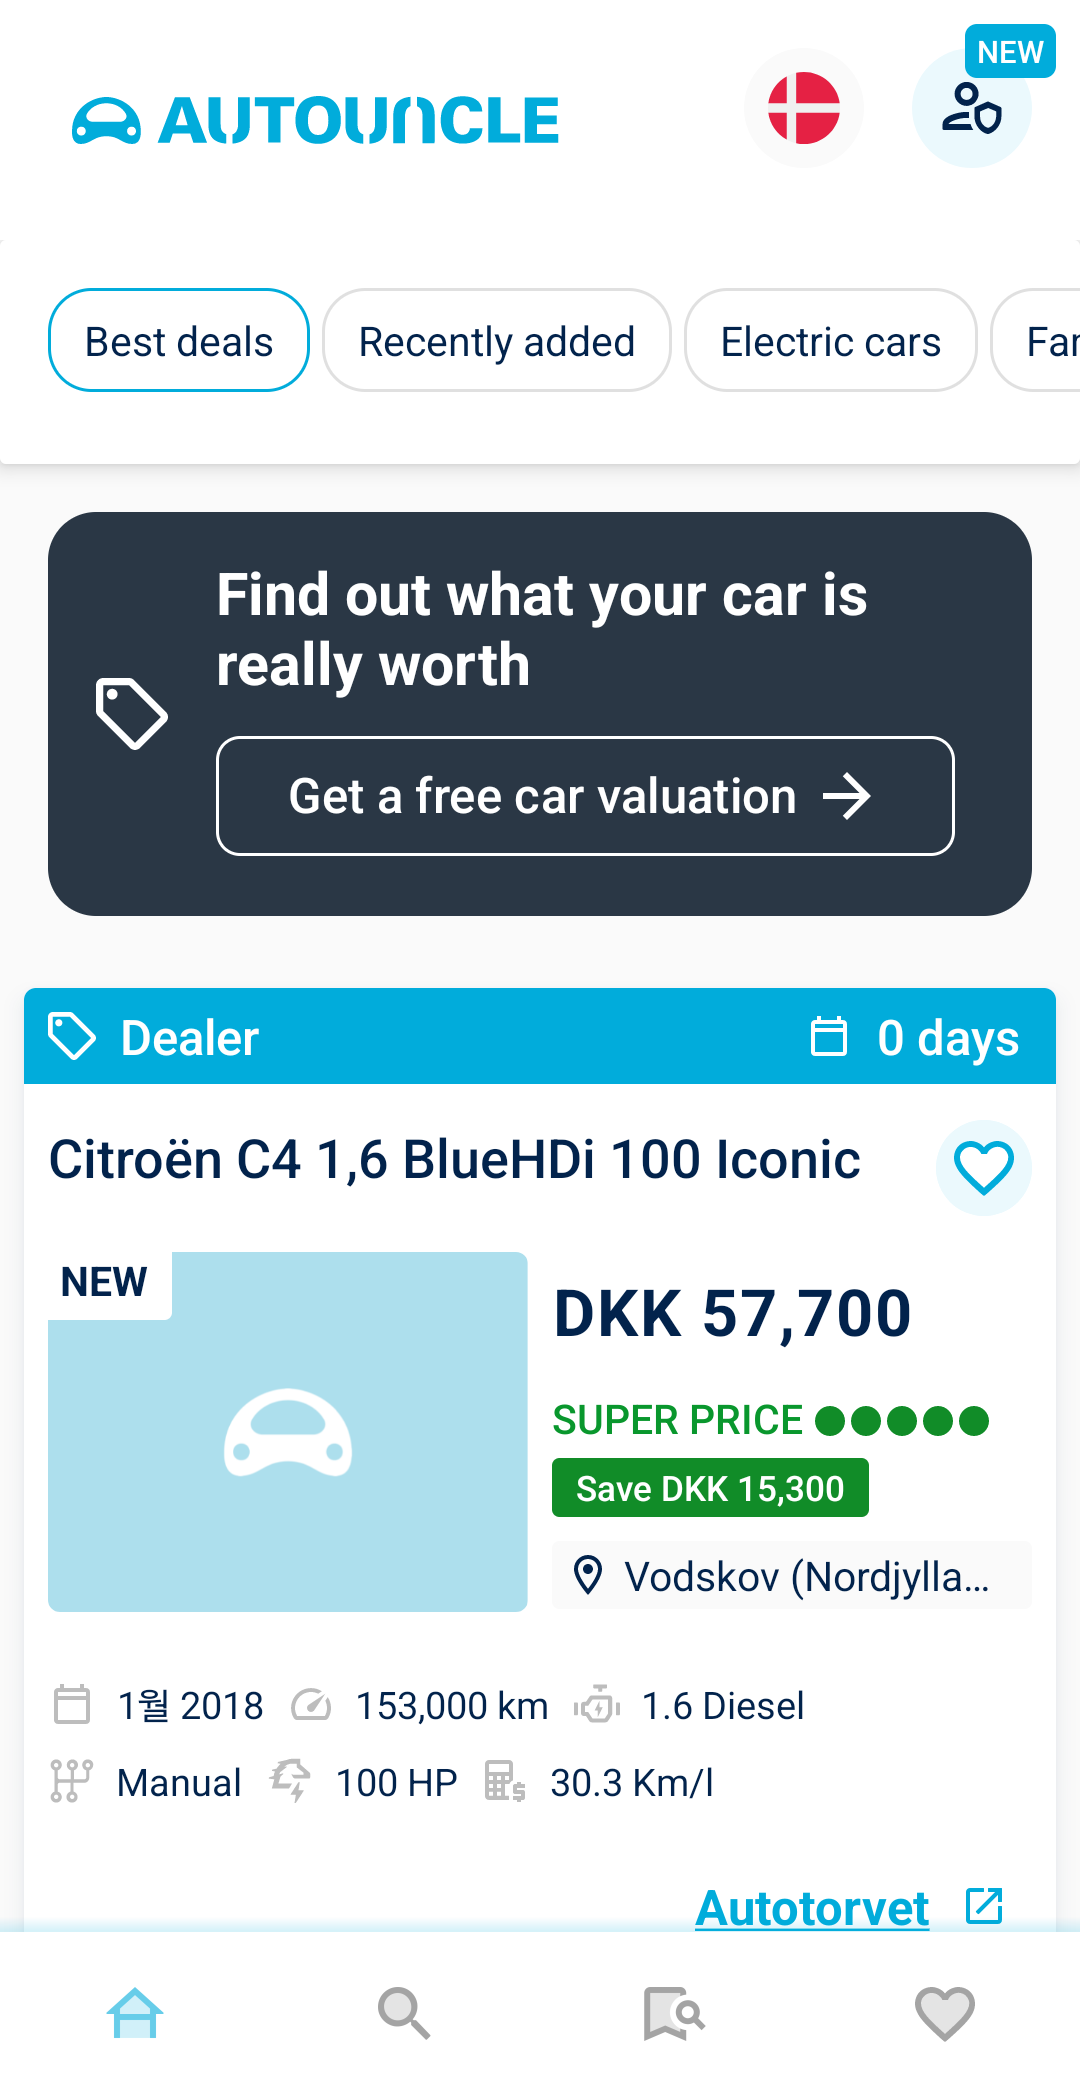 AUTOUNCLE
NEW
Best deals
Recently added
Electric cars
Far
Find out what your car is
really worth
Get a free car valuation
Dealer
0 days
Citroën C4 1,6 BlueHDi 100 Iconic
NEW
DKK 57,700
SUPER PRICE
Save DKK 15,300
Vodskov (Nordjylla...
1월 2018
153,000 km
1.6 Diesel
Manual
100 HP
30.3 Km/l
Autotorvet